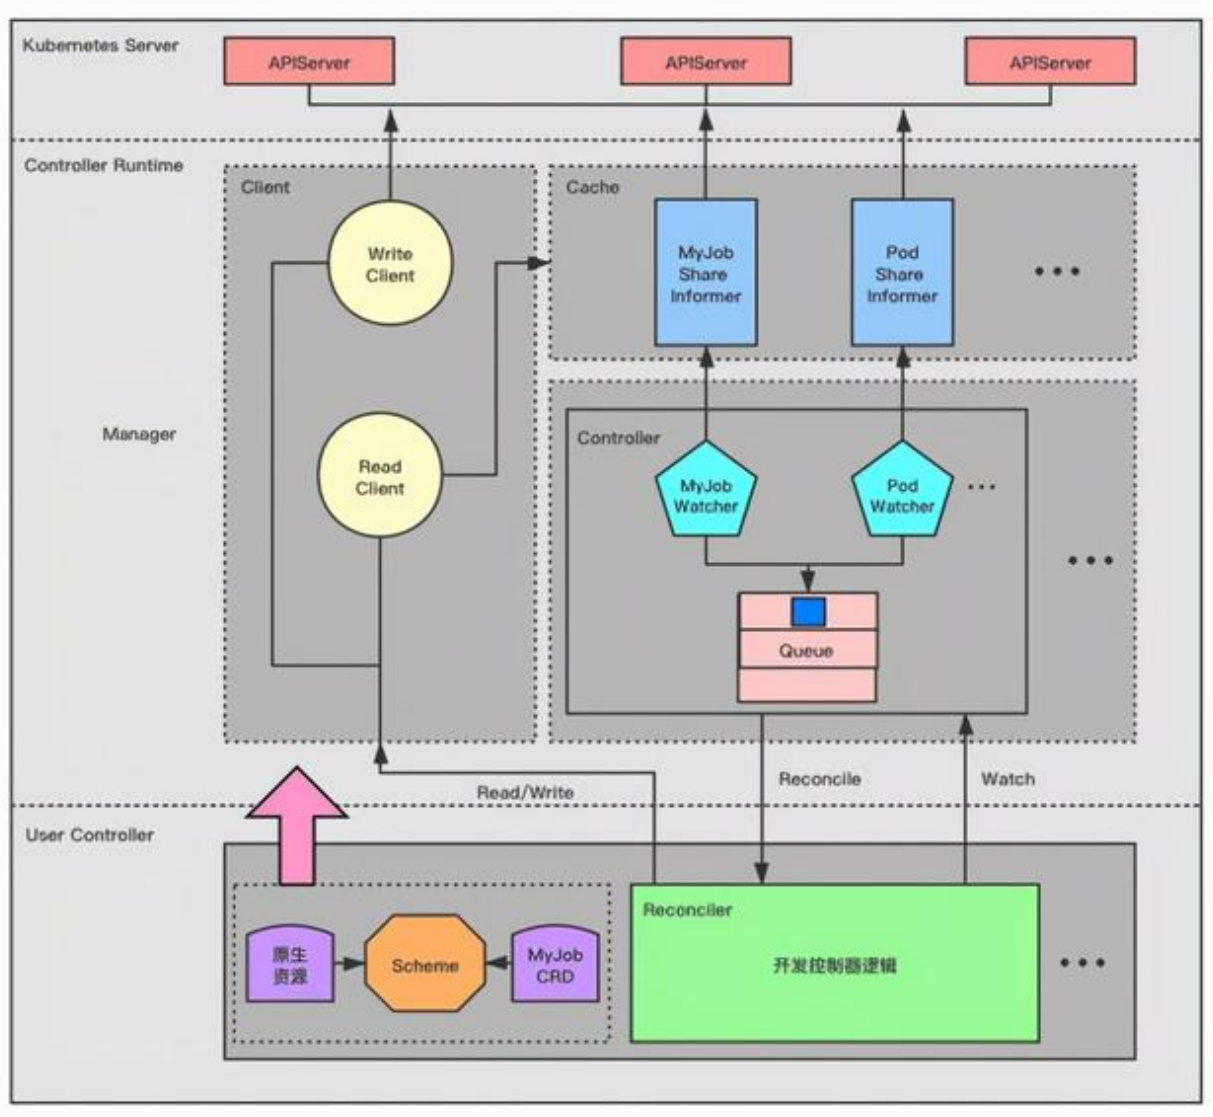 Kubernetes Server
APIServer
APIServer
APIServer
Controller Runtime
Client
Cache
Write
Client
MyJob
Share
Informer
Pod
Share
Informer
Manager
Read
Client
Controller
MyJob
Watcher
Pod
Watcher
Queue
Read/Write
Reconcile
Watch
User Controller
原生
资源
Scheme
MyJob
CRD
Reconciler
开发控制器逻辑